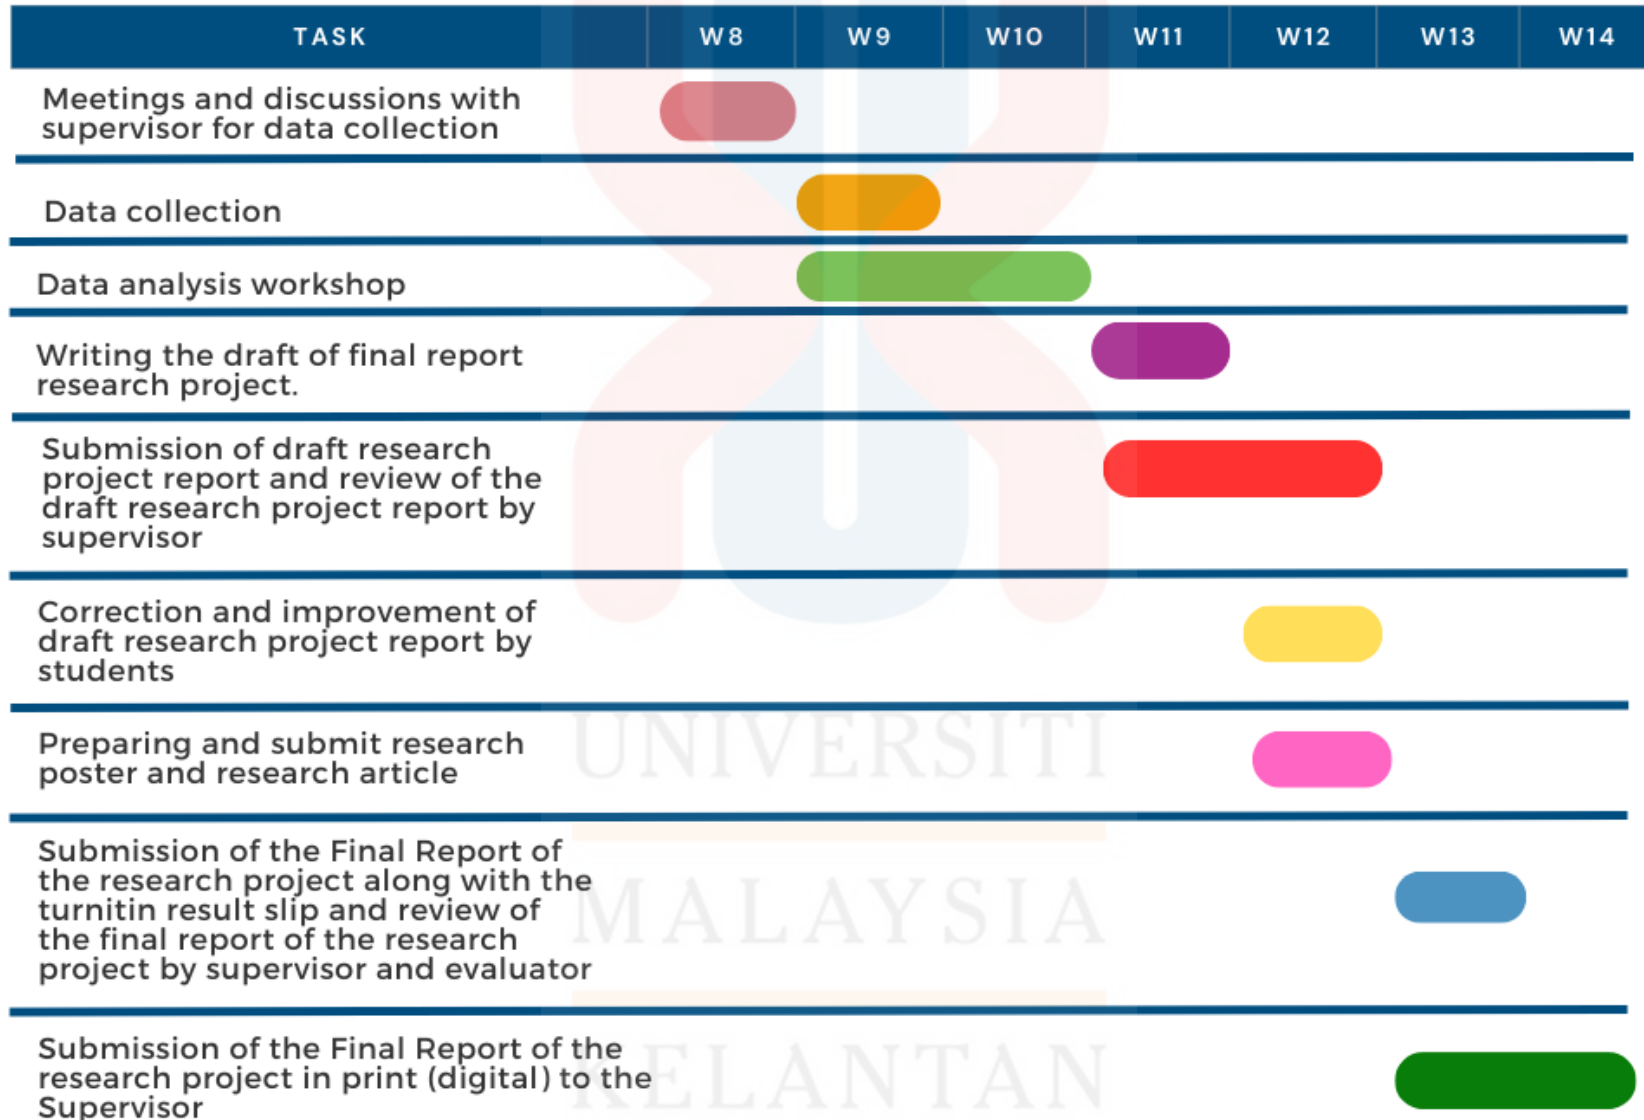 TASK W8 W9 W10 W11 W12 W13 W14
Meetings and discussions with
supervisor for data collection
Data collection
Data analysis workshop
Writing the draft of final report
research project.
Submission of draft research
project report and review of the
draft research project report by
supervisor
Correction and improvement of
draft research project report by
students
Preparing and submit research
poster and research article
Submission of the Final Report of
the research project along with the
turnitin result slip and review of
the final report of the research
project by supervisor and evaluator
Submission of the Final Report of the
research project in print (digital) to the
Supervisor
UNIVERSITI
MALAYSIA
KELANTAN